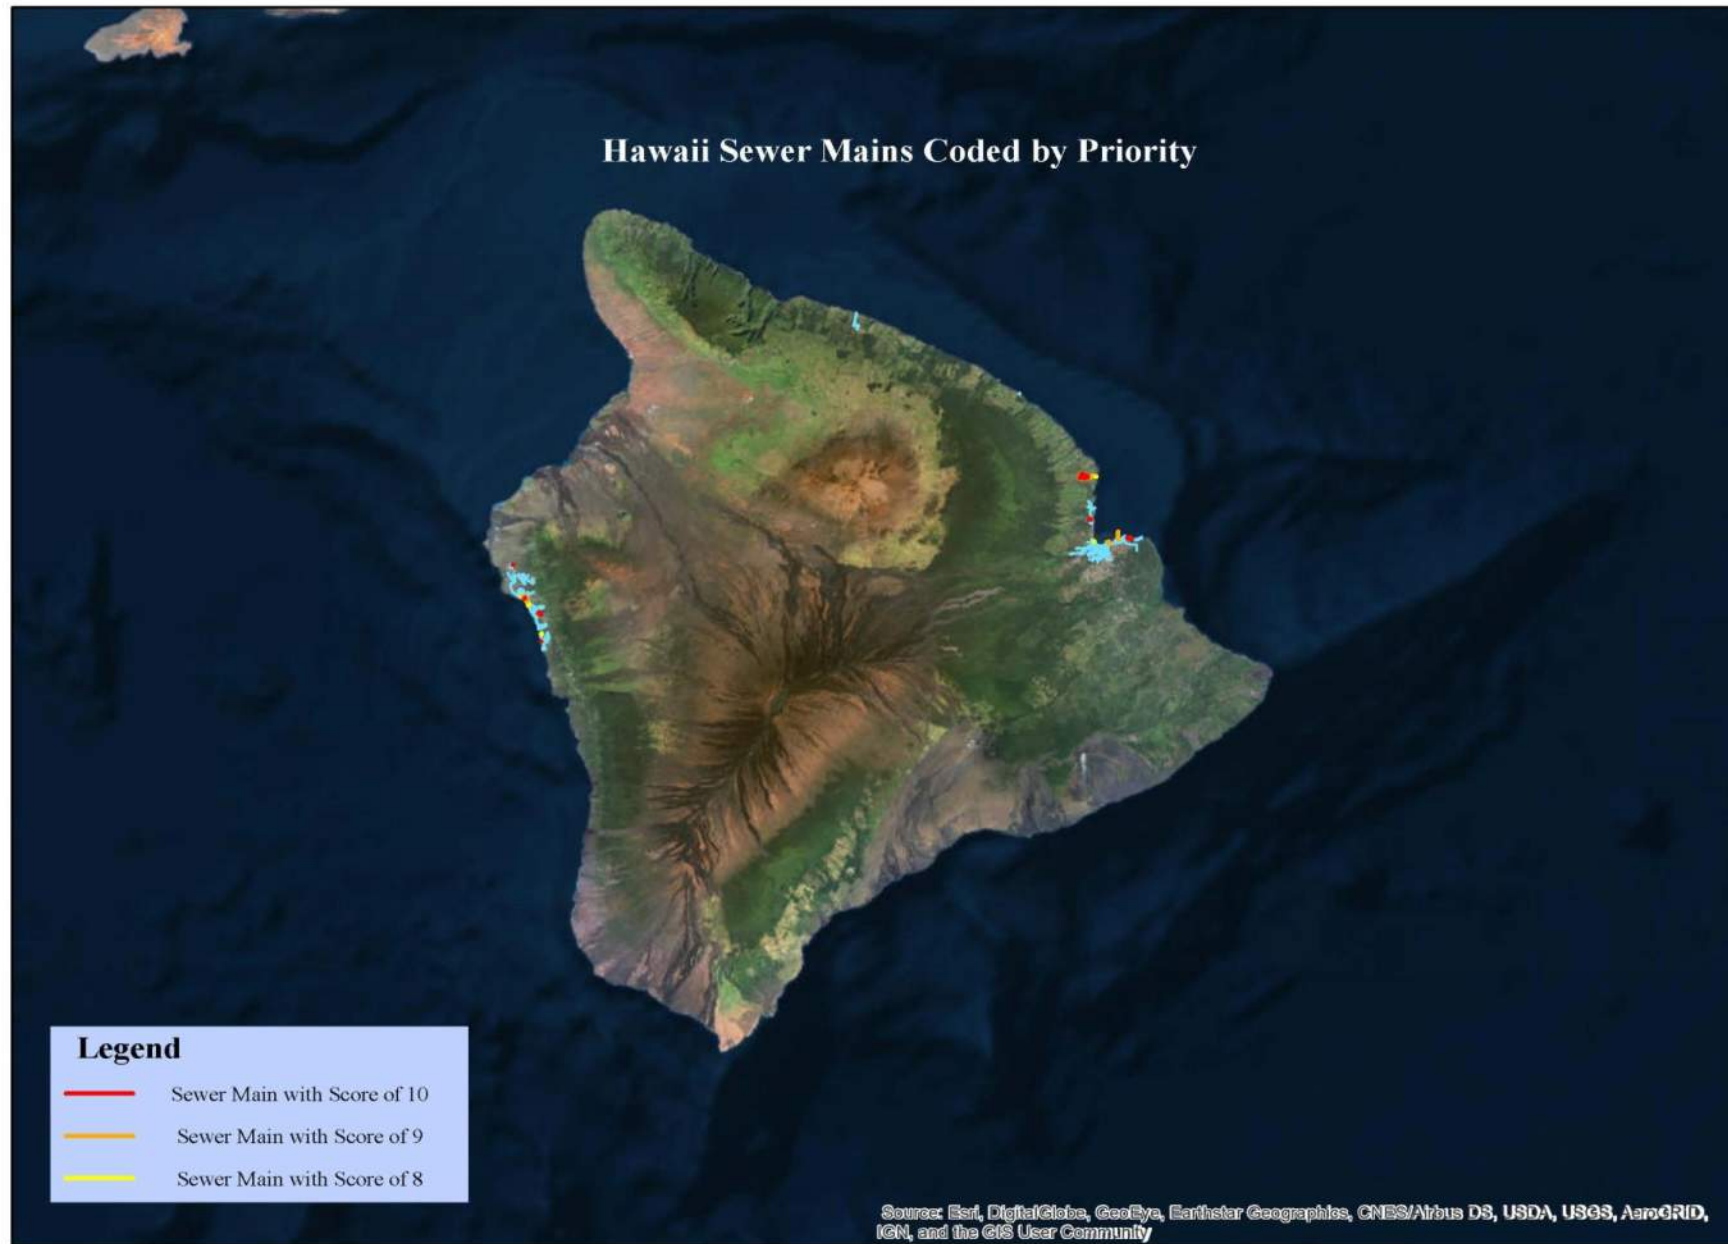 Hawaii Sewer Mains Coded by Priority
Legend
Sewer Main with Score of 10
Sewer Main with Score of 9
Sewer Main with Score of 8
Source: Esri, DigitalGlobe, GeoEye, Earthstar Geographics, CNES/Airbus DS, USDA, USGS, AeroGRID,
IGN, and the GIS User Community